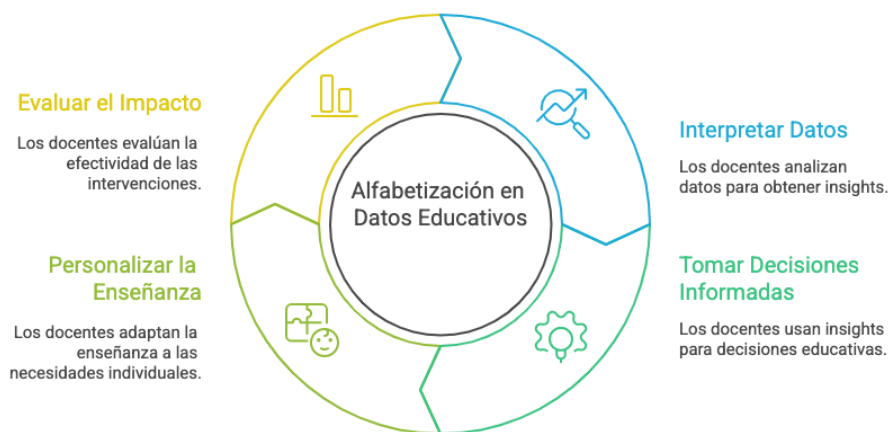 Alfabetización en
Datos Educativos
Interpretar Datos
Los docentes analizan
datos para obtener insights.
Tomar Decisiones
Informadas
Los docentes usan insights
para decisiones educativas.
Personalizar la
Enseñanza
Los docentes adaptan la
enseñanza a las
necesidades individuales.
Evaluar el Impacto
Los docentes evalúan la
efectividad de las
intervenciones.